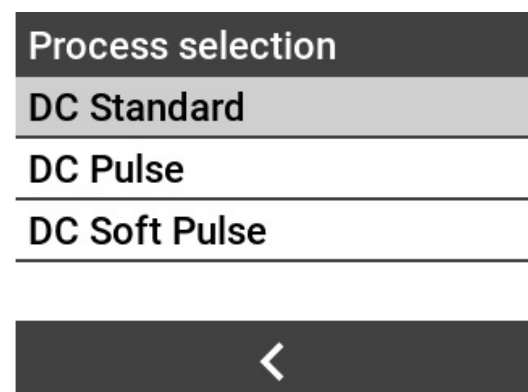 Process selection
DC Standard
DC Pulse
DC Soft Pulse